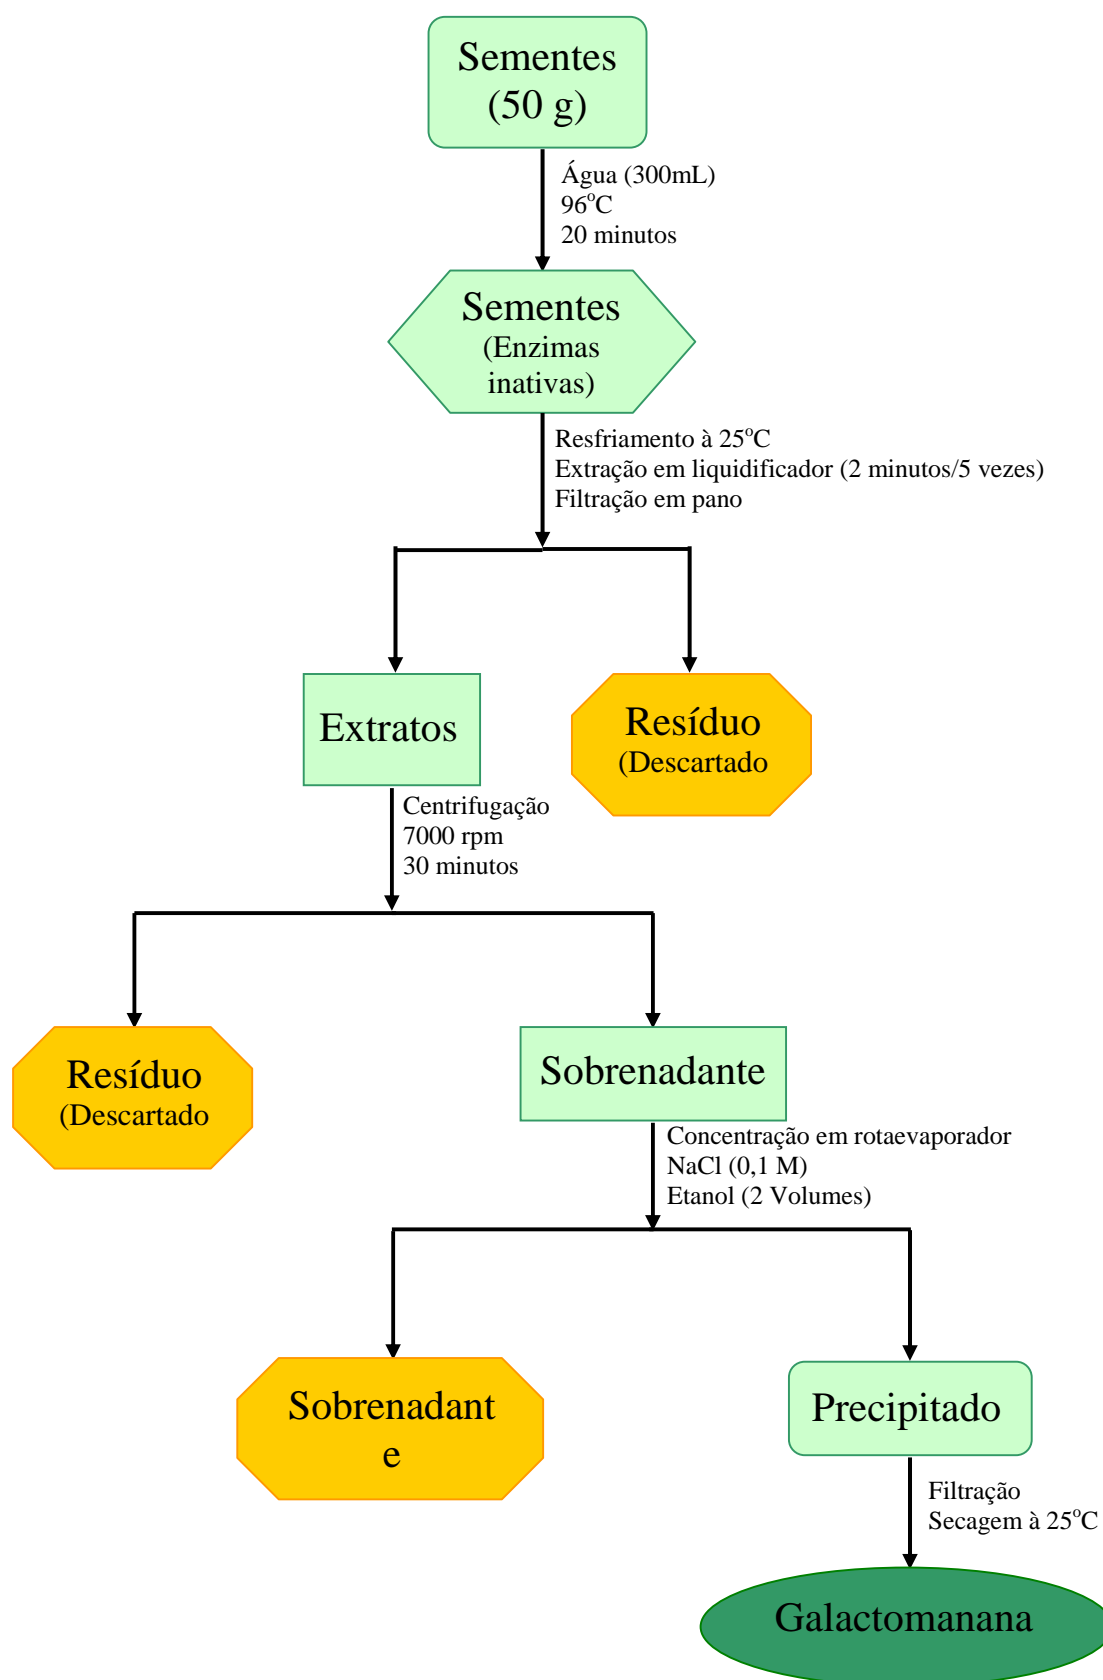 Sementes
(50 g)
Água (300mL)
96°C
20 minutos
Sementes
(Enzimas
inativas)
Resfriamento à 25°C
Extração em liquidificador (2 minutos/5 vezes)
Filtração em pano
Extratos
Resíduo
(Descartado
Centrifugação
7000 rpm
30 minutos
Resíduo
(Descartado
Sobrenadante
Concentração em rotaevaporador
NaCl (0,1 M)
Etanol (2 Volumes)
Sobrenadant
e
Precipitado
Filtração
Secagem à 25°C
Galactomanana